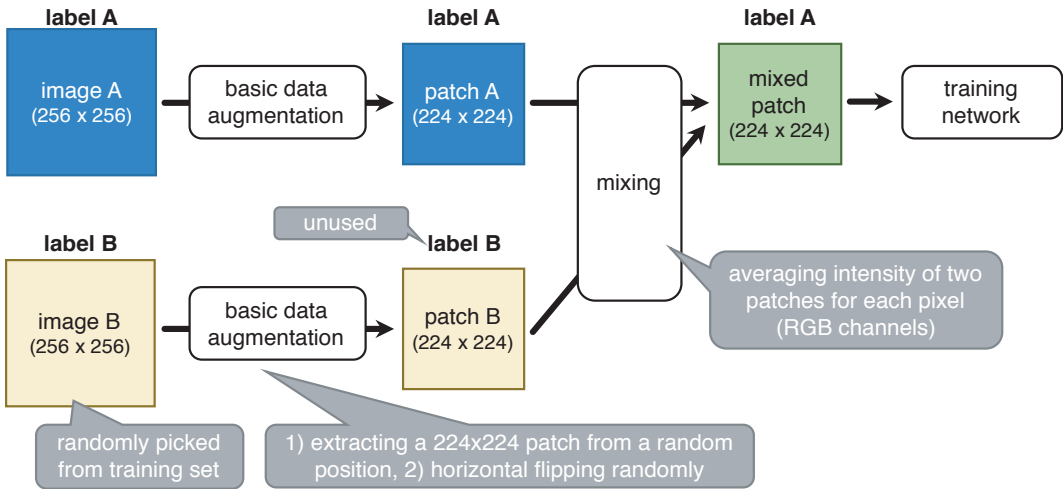 label A
label A
label A
image A
(256 x 256)
basic data
augmentation
patch A
(224 x 224)
mixing
mixed
patch
(224 x 224)
training
network
unused
label B
label B
image B
(256 x 256)
basic data
augmentation
patch B
(224 x 224)
averaging intensity of two
patches for each pixel
(RGB channels)
randomly picked
from training set
1) extracting a 224x224 patch from a random
position, 2) horizontal flipping randomly